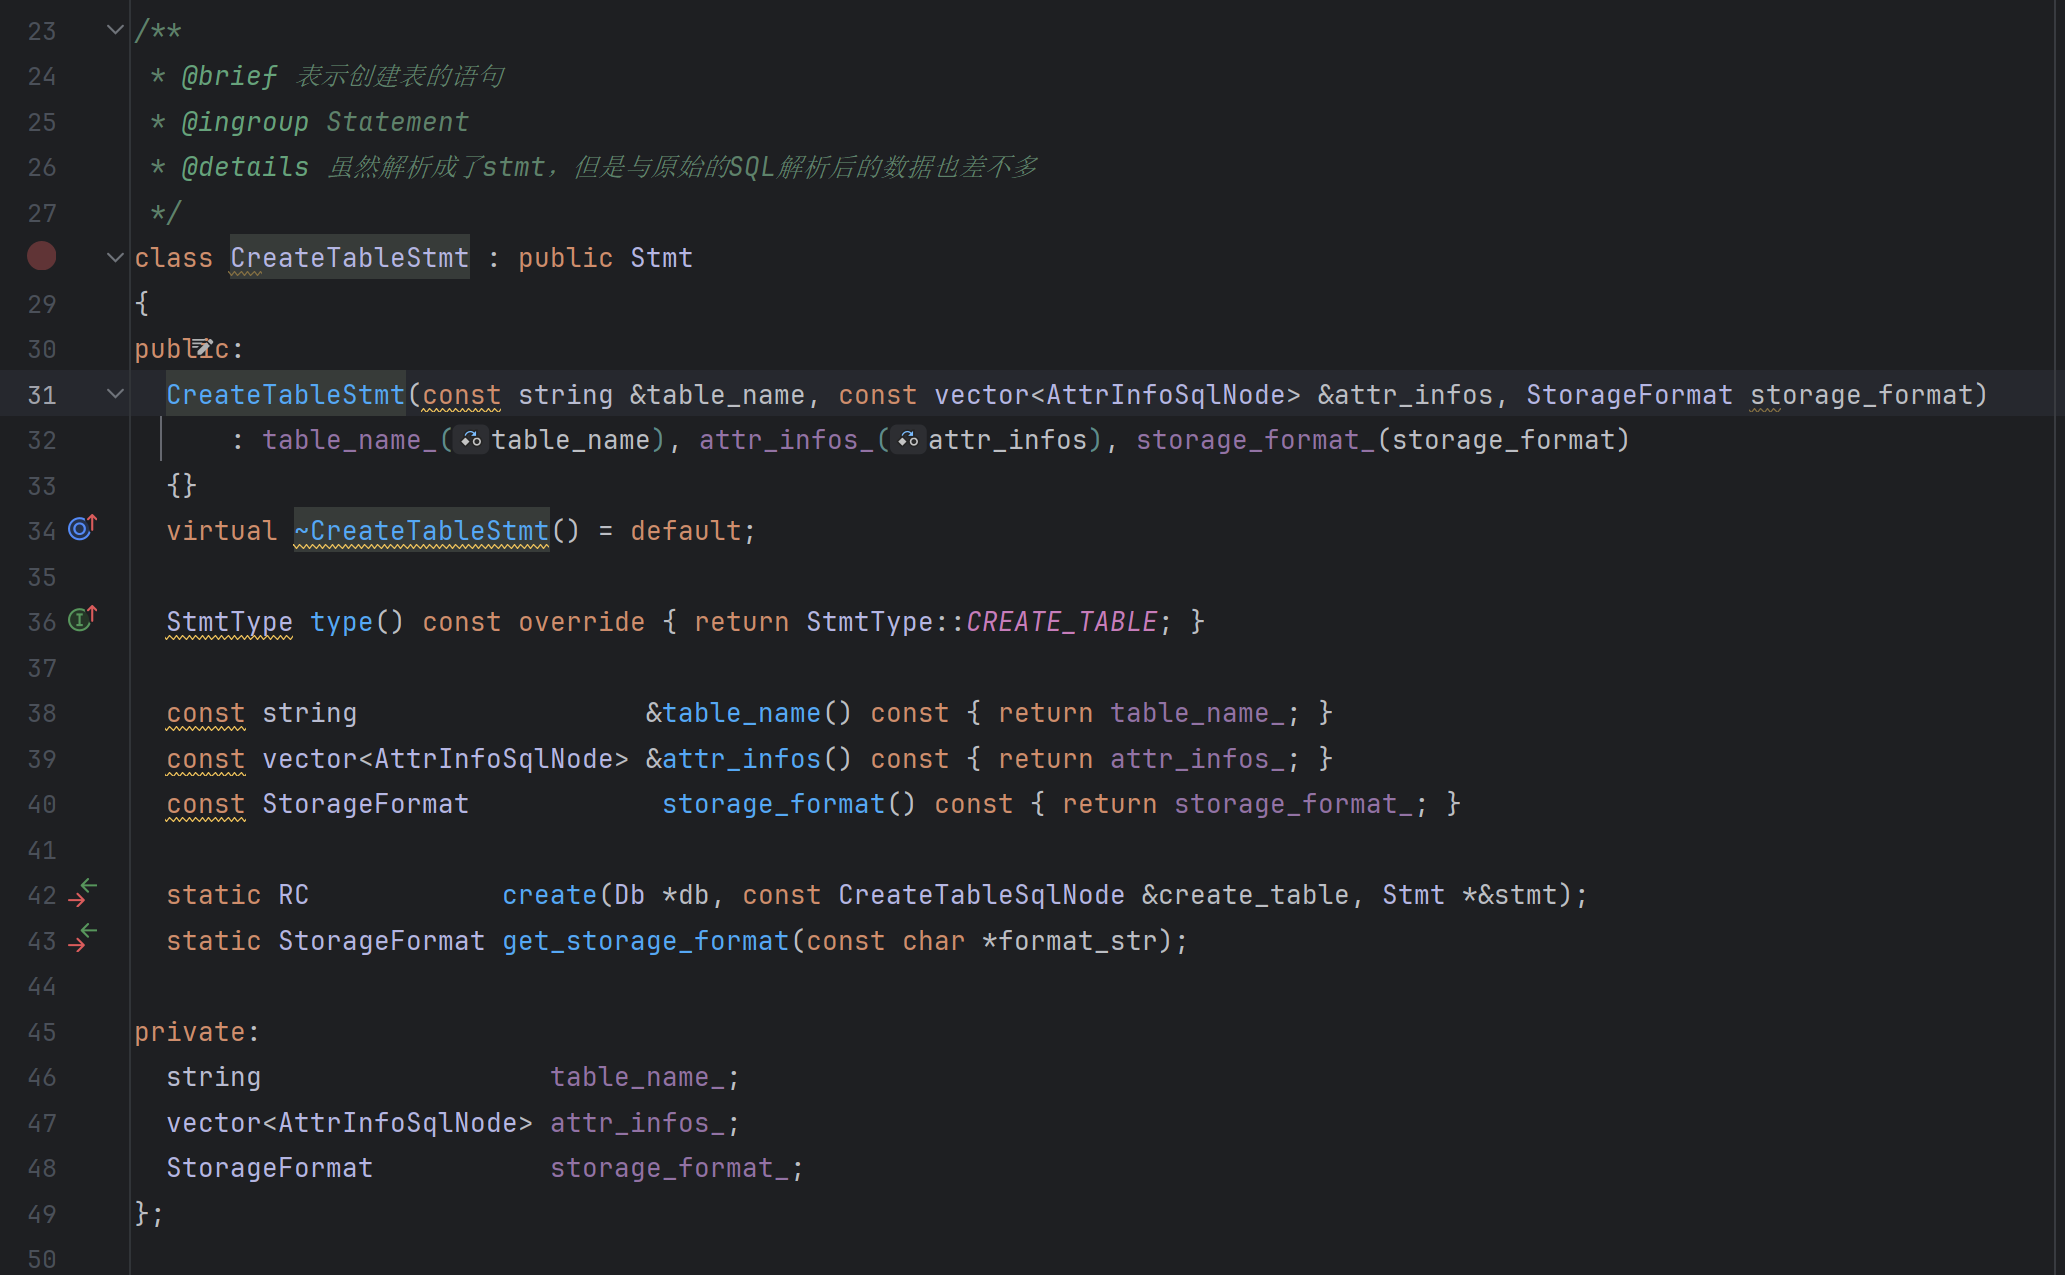 23 /**
24  * @brief 表示创建表的语句
25  * @ingroup Statement
26  * @details 虽然解析成了stmt，但是与原始的SQL解析后的数据也差不多
27  */
class CreateTableStmt : public Stmt
29 {
30 public:
31   CreateTableStmt(const string &table_name, const vector<AttrInfoSqlNode> &attr_infos, StorageFormat storage_format)
32       : table_name_(table_name), attr_infos_(attr_infos), storage_format_(storage_format)
33   {}
34   virtual ~CreateTableStmt() = default;
35
36   StmtType type() const override { return StmtType::CREATE_TABLE; }
37
38   const string                  &table_name() const { return table_name_; }
39   const vector<AttrInfoSqlNode> &attr_infos() const { return attr_infos_; }
40   const StorageFormat            storage_format() const { return storage_format_; }
41
42   static RC            create(Db *db, const CreateTableSqlNode &create_table, Stmt *&stmt);
43   static StorageFormat get_storage_format(const char *format_str);
44
45 private:
46   string                  table_name_;
47   vector<AttrInfoSqlNode> attr_infos_;
48   StorageFormat           storage_format_;
49 };
50